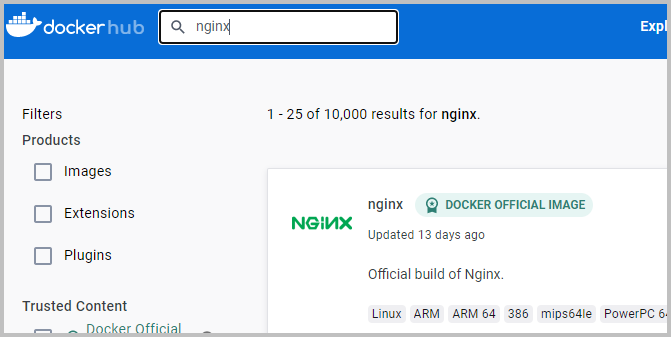 docker hub
nginx
Expl
Filters
1 - 25 of 10,000 results for nginx.
Products
Images
Extensions
Plugins
Trusted Content
Docker Official
NGINX
nginx
DOCKER OFFICIAL IMAGE
Updated 13 days ago
Official build of Nginx.
Linux ARM ARM 64 386 mips64le PowerPC 64